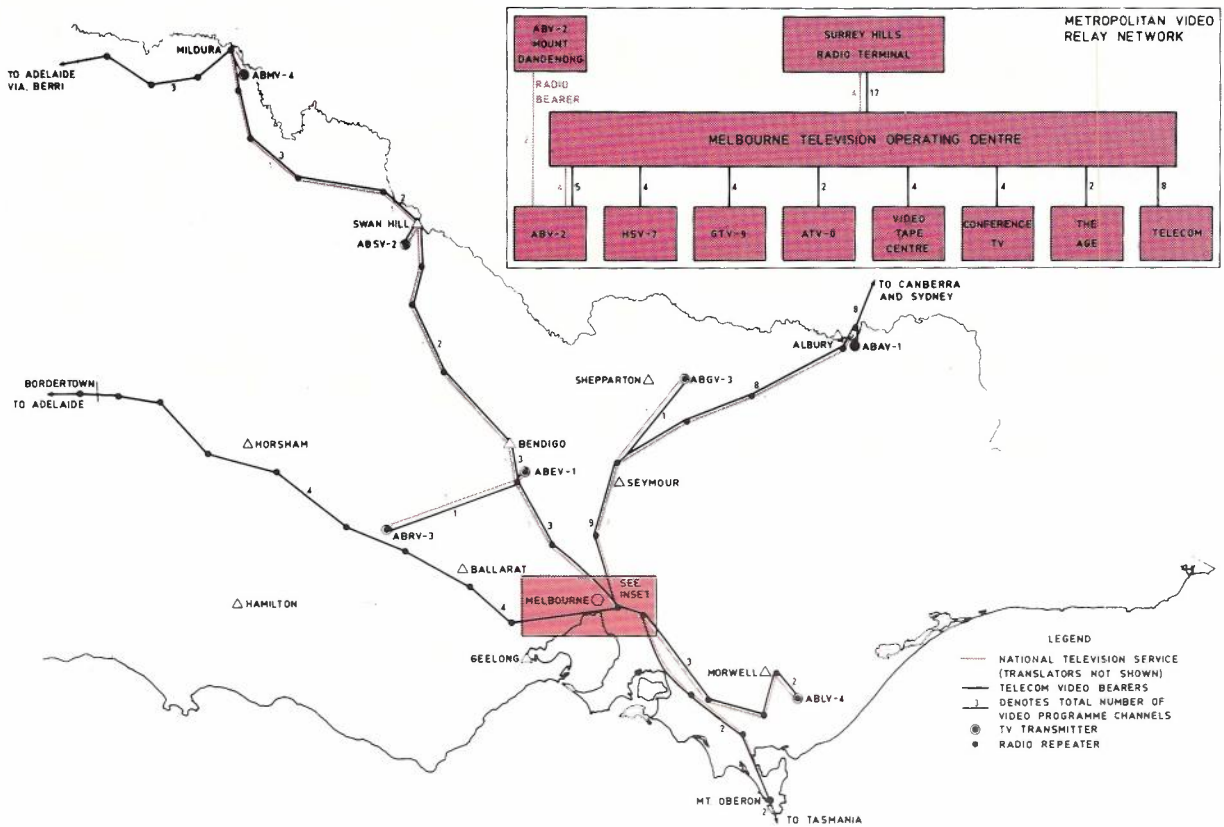 METROPOLITAN VIDEO
RELAY NETWORK
ABV-2
MOUNT
DANDENONG
SURREY HILLS
RADIO TERMINAL
RADIO
BEARER
17
MELBOURNE TELEVISION OPERATING CENTRE
5
4
4
2
4
4
2
8
ABV-2
HSV-7
GTV-9
ATV-0
VIDEO
TAPE
CENTRE
CONFERENCE
TV
THE
AGE
TELECOM
MILDURA
TO ADELAIDE
VIA. BERRI
3
ABMV-4
3
2
SWAN HILL
ABSV-2
2
TO CANBERRA
AND SYDNEY
8
ALBURY
ABAV-1
SHEPPARTON
ABGV-3
8
1
BORDERTOWN
TO ADELAIDE
HORSHAM
BENDIGO
3
ABEV-1
SEYMOUR
4
1
ABRV-3
3
9
BALLARAT
HAMILTON
4
MELBOURNE
SEE
INSET
GEELONG
3
MORWELL
2
ABLV-4
2
MT. OBERON
2
TO TASMANIA
LEGEND
NATIONAL TELEVISION SERVICE
(TRANSLATORS NOT SHOWN)
TELECOM VIDEO BEARERS
3 DENOTES TOTAL NUMBER OF
VIDEO PROGRAMME CHANNELS
TV TRANSMITTER
RADIO REPEATER